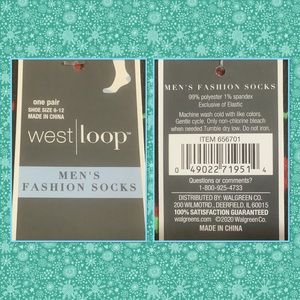 one pair
SHOE SIZE 6-12
MADE IN CHINA
west loop™
MEN'S
FASHION SOCKS
MEN'S FASHION SOCKS
99% polyester 1% spandex
Exclusive of Elastic
Machine wash cold with like colors.
Gentle cycle. Only non-chlorine bleach
when needed Tumble dry low. Do not iron.
ITEM 656701
0 49022 71951 4
Questions or comments?
1-800-925-4733
DISTRIBUTED BY: WALGREEN CO.
200 WILMOT RD., DEERFIELD, IL 60015
100% SATISFACTION GUARANTEED
walgreens.com ©2020 Walgreen Co.
MADE IN CHINA